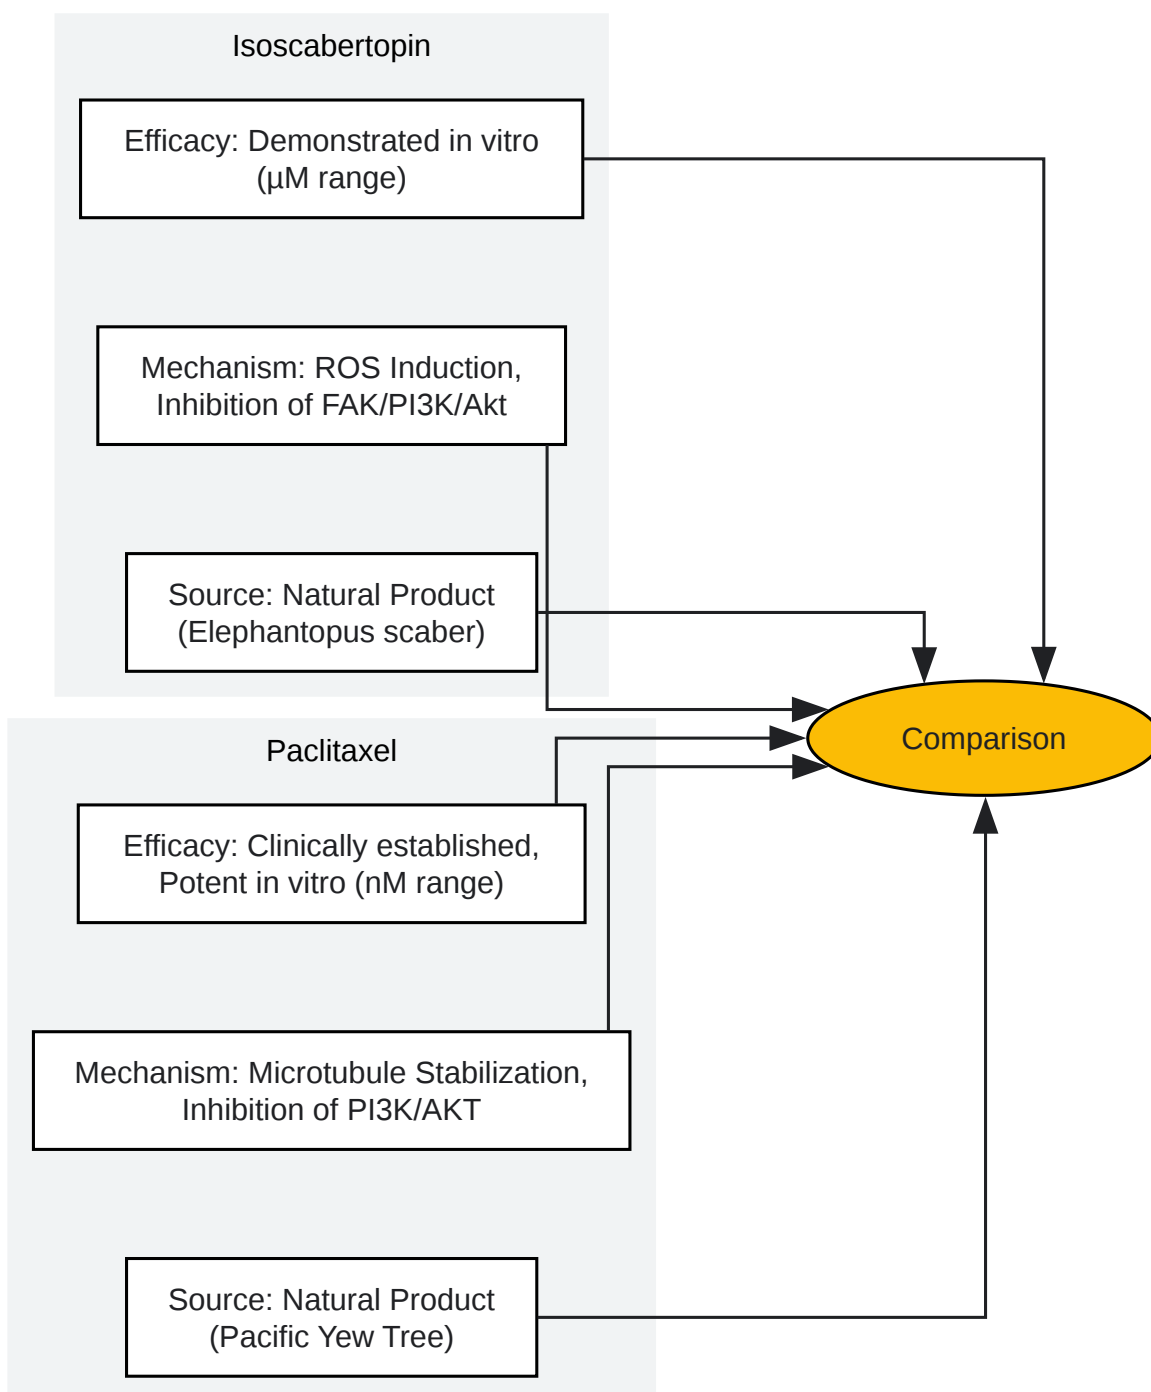 Isoscabertopin
Efficacy: Demonstrated in vitro
(µM range)
Mechanism: ROS Induction,
Inhibition of FAK/PI3K/Akt
Source: Natural Product
(Elephantopus scaber)
Comparison
Paclitaxel
Efficacy: Clinically established,
Potent in vitro (nM range)
Mechanism: Microtubule Stabilization,
Inhibition of PI3K/AKT
Source: Natural Product
(Pacific Yew Tree)